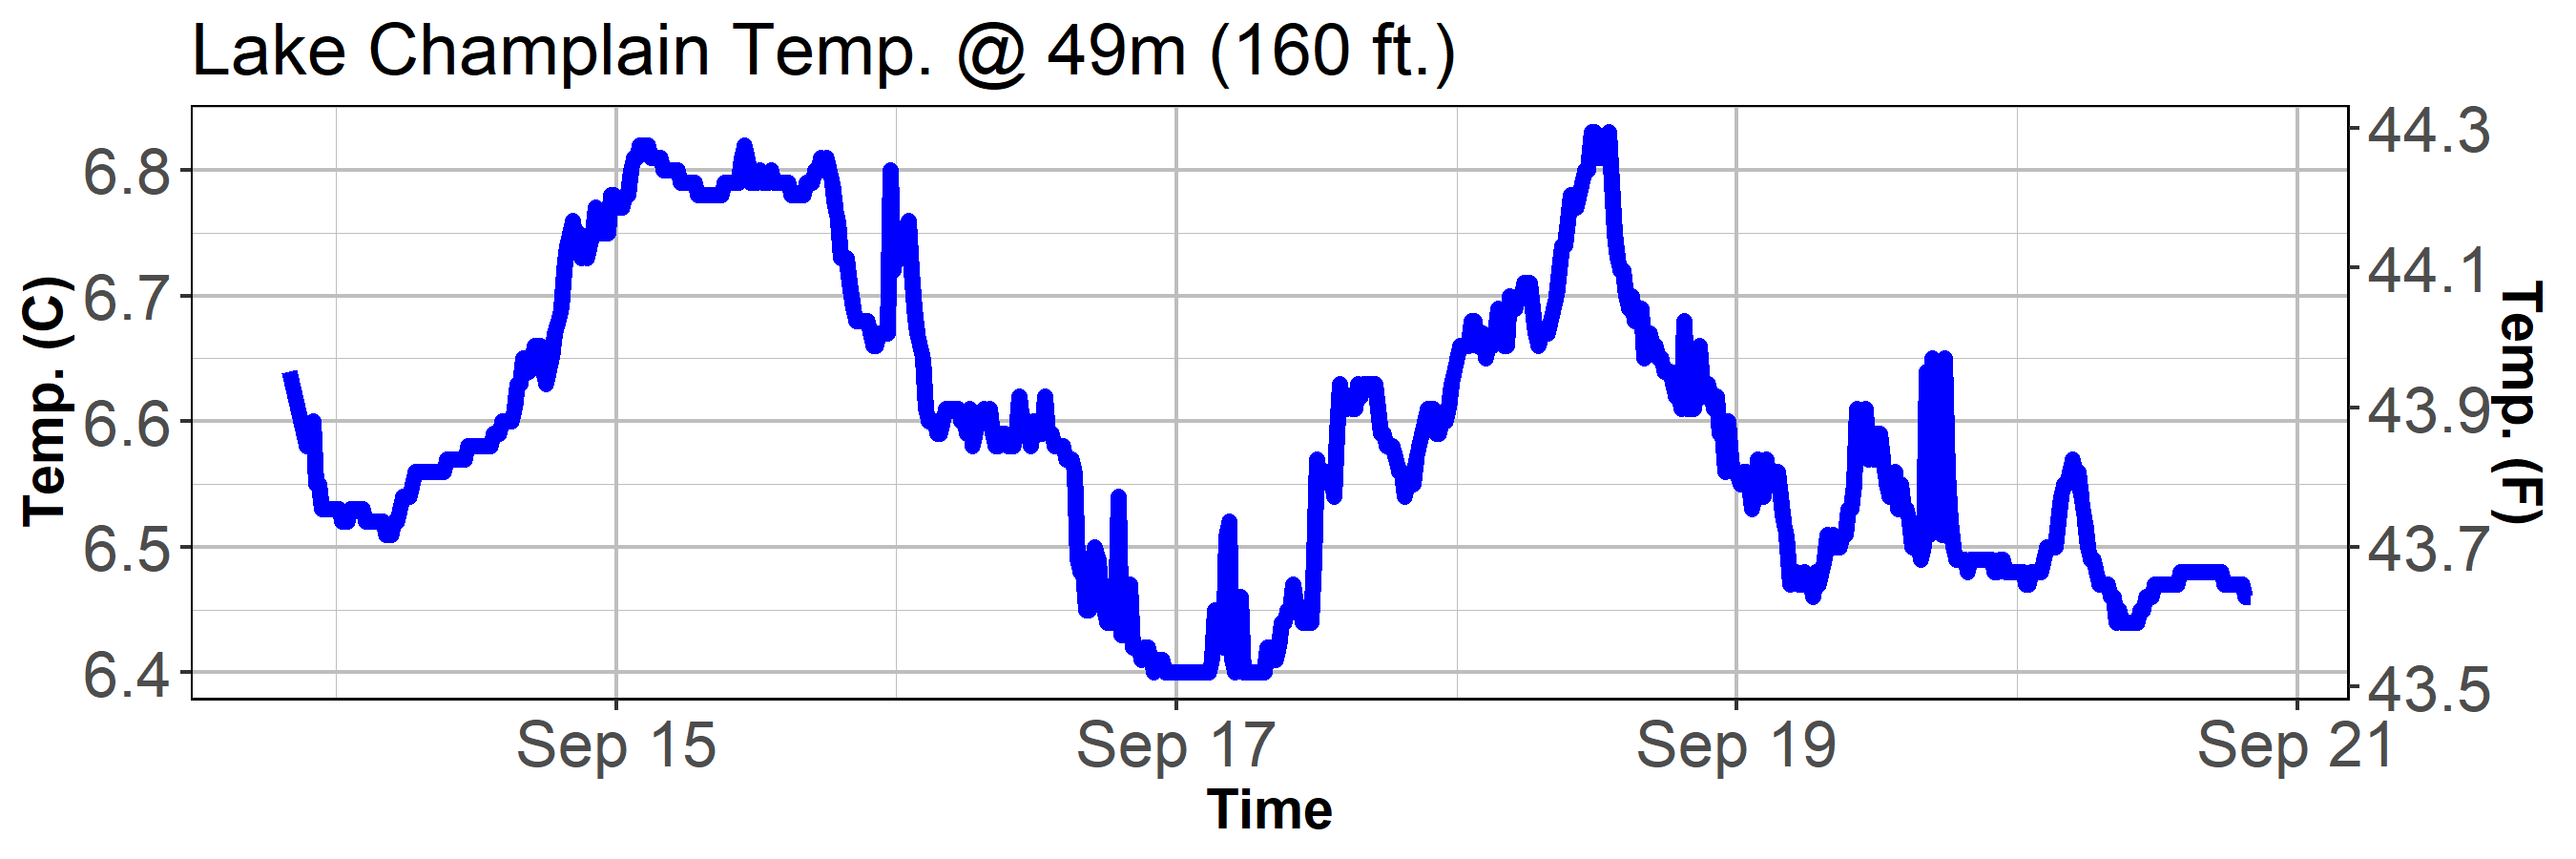 Lake Champlain Temp. @ 49m (160 ft.)
Temp. (C)
6.8
6.7
6.6
6.5
6.4
44.3
44.1
43.9
43.7
43.5
Temp. (F)
Sep 15 Sep 17 Sep 19 Sep 21
Time